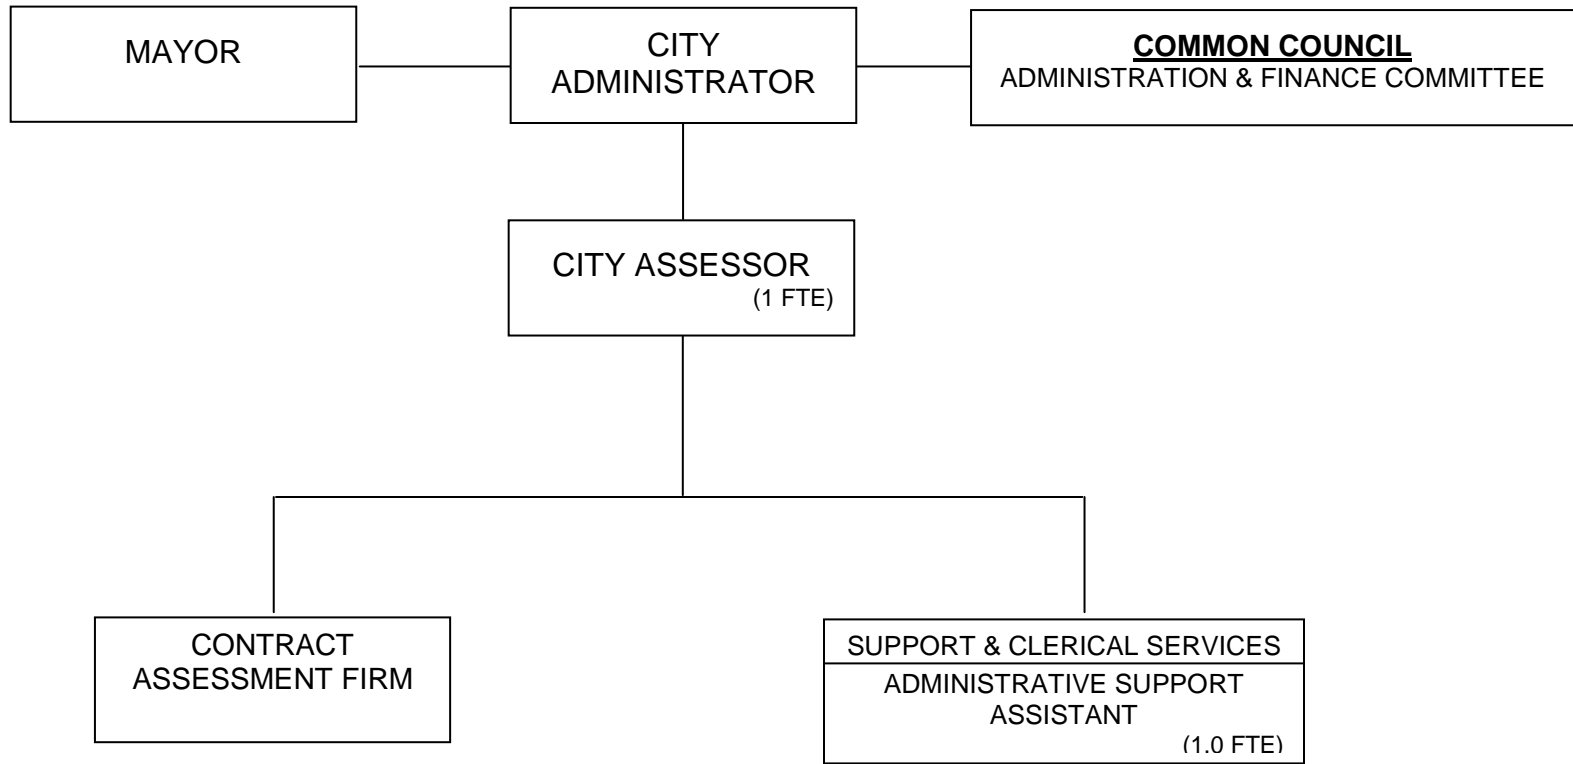 MAYOR
CITY
ADMINISTRATOR
COMMON COUNCIL
ADMINISTRATION & FINANCE COMMITTEE
CITY ASSESSOR
(1 FTE)
CONTRACT
ASSESSMENT FIRM
SUPPORT & CLERICAL SERVICES
ADMINISTRATIVE SUPPORT
ASSISTANT
(1.0 FTE)